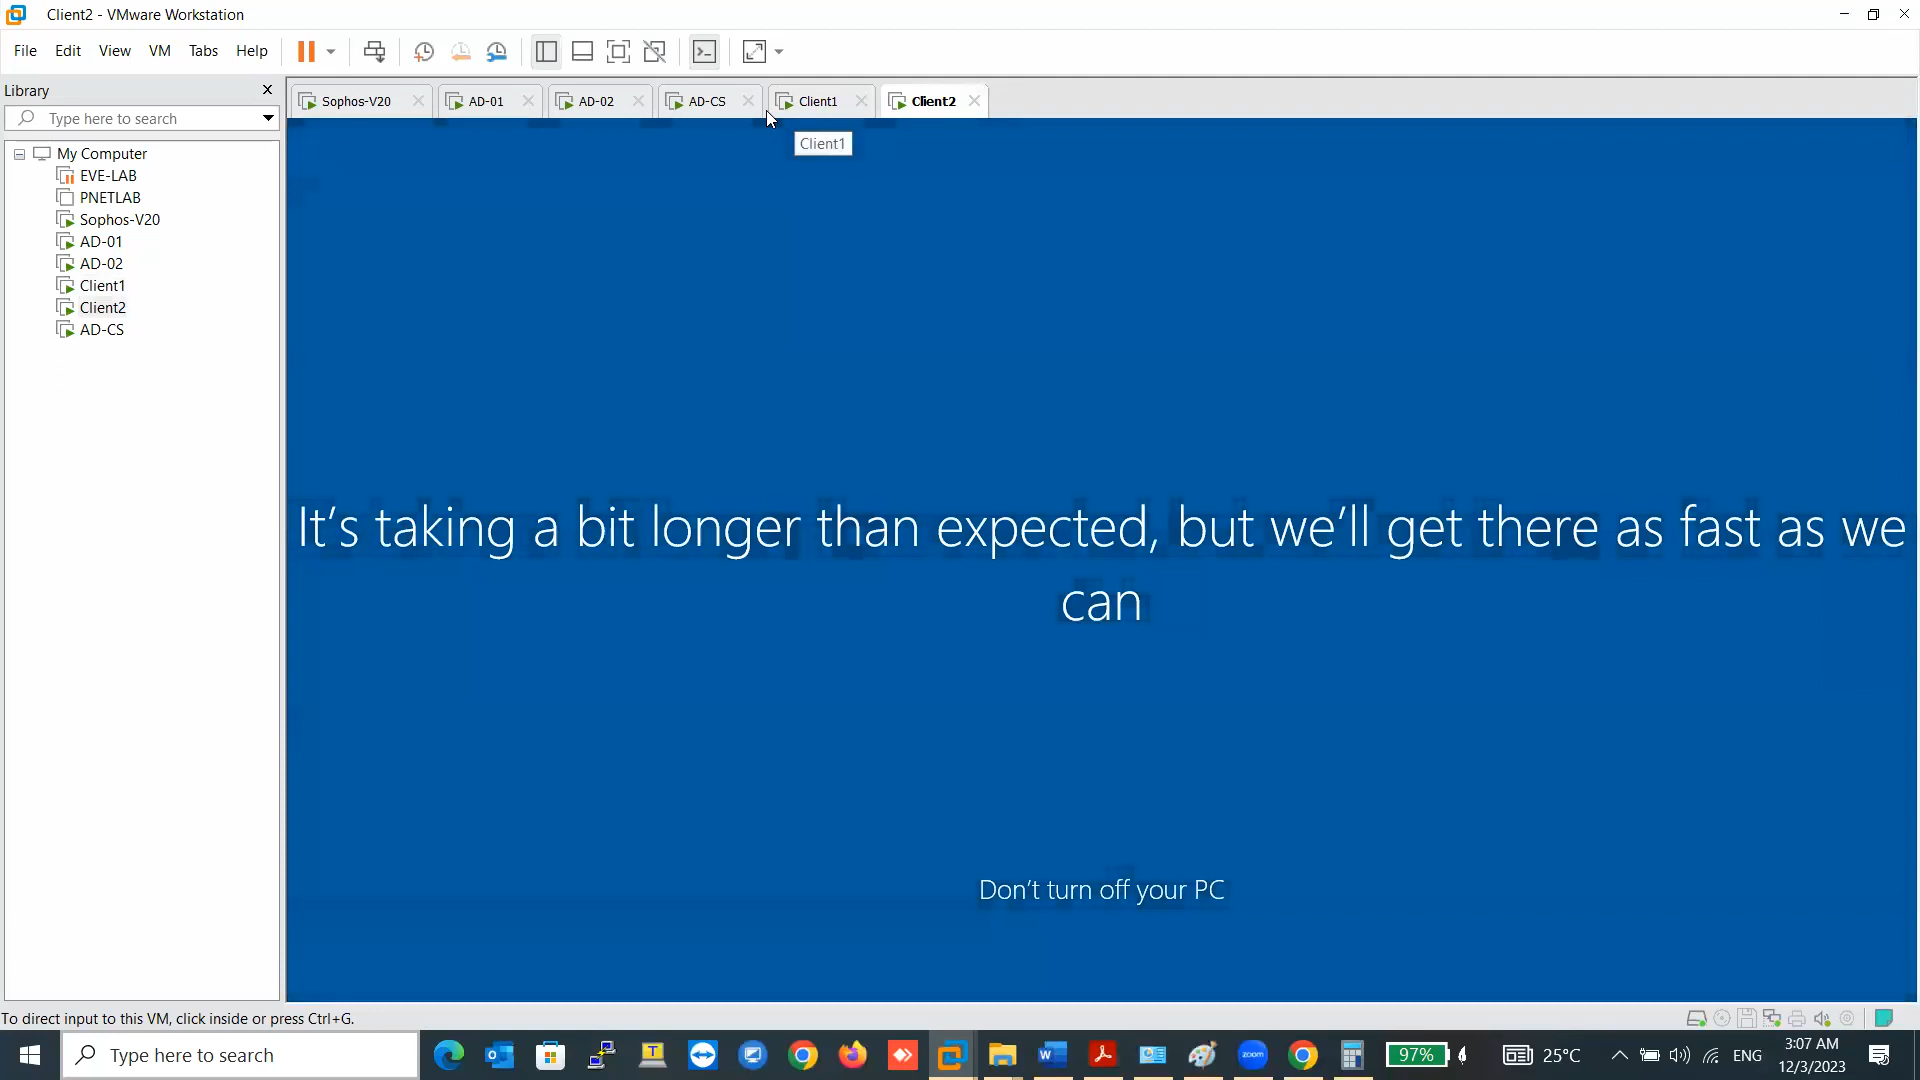 Client2 - VMware Workstation
File Edit View VM Tabs Help
Library
Type here to search
Sophos-V20 AD-01 AD-02 AD-CS Client1 Client2
Client1
My Computer
EVE-LAB
PNETLAB
Sophos-V20
AD-01
AD-02
Client1
Client2
AD-CS
It’s taking a bit longer than expected, but we’ll get there as fast as we
can
Don’t turn off your PC
To direct input to this VM, click inside or press Ctrl+G.
Type here to search
T
zoom
97%
25°C
ENG
3:07 AM
12/3/2023